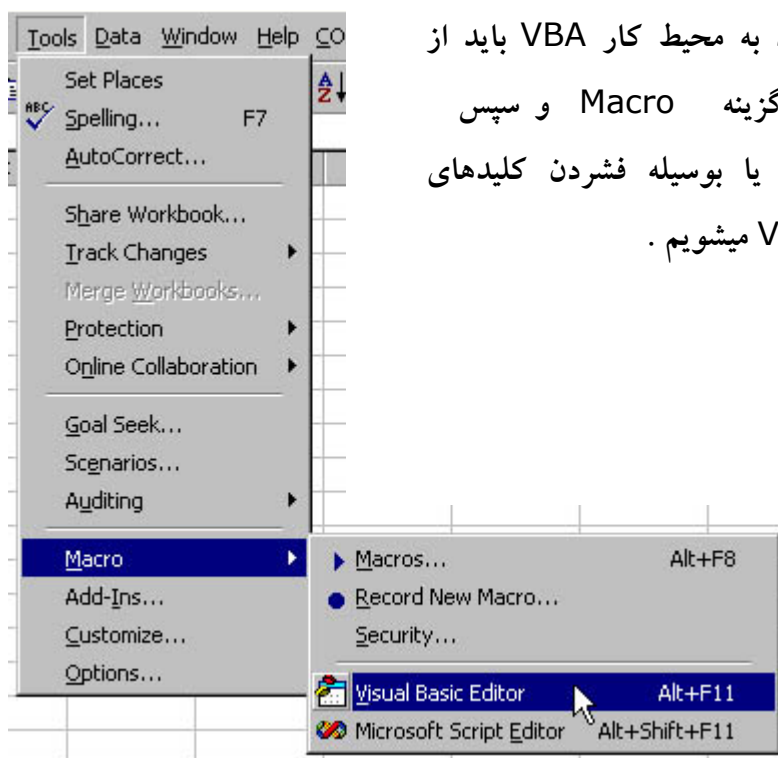 به محیط کار VBA باید از
گزینه Macro و سپس
یا بوسیله فشردن کلیدهای
میشویم .
Tools Data Window Help CO
Set Places
Spelling... F7
AutoCorrect...
Share Workbook...
Track Changes
Merge Workbooks...
Protection
Online Collaboration
Goal Seek...
Scenarios...
Auditing
Macro
Add-Ins...
Customize...
Options...
Macros... Alt+F8
Record New Macro...
Security...
Visual Basic Editor Alt+F11
Microsoft Script Editor Alt+Shift+F11